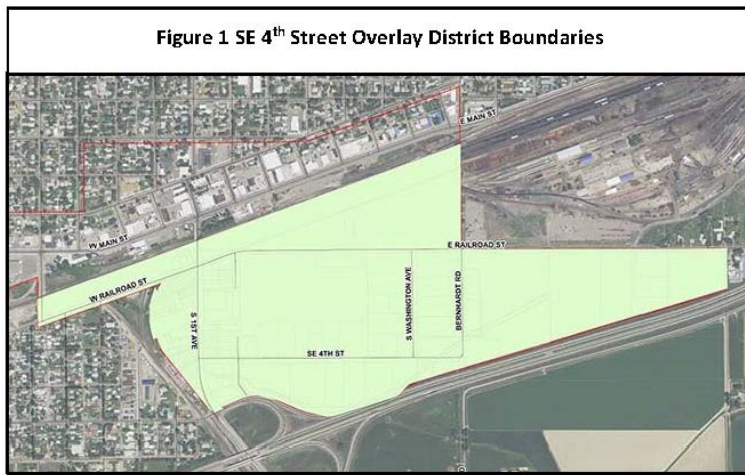 Figure 1 SE 4th Street Overlay District Boundaries
E MAIN ST
W MAIN ST
E RAILROAD ST
W RAILROAD ST
S 1ST AVE
S WASHINGTON AVE
BERNHARDT RD
SE 4TH ST